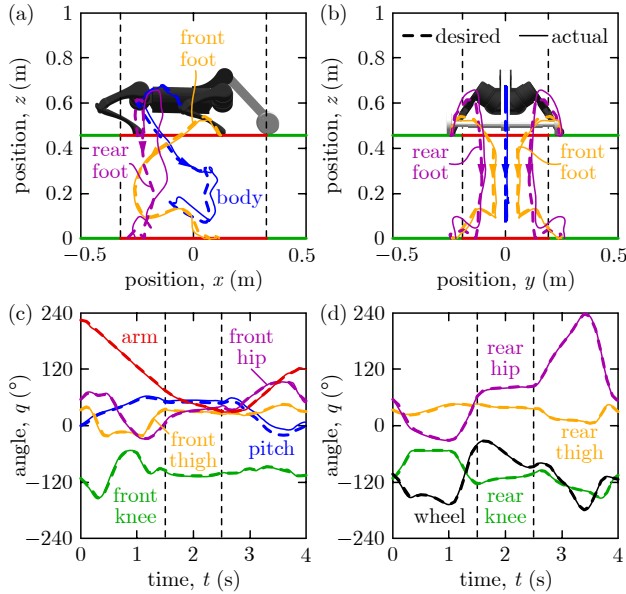 (a)
(b)
1
0.8
0.6
0.4
0.2
0
position, z (m)
front
foot
rear
foot
body
−0.5
0
0.5
position, x (m)
1
0.8
0.6
0.4
0.2
0
position, z (m)
desired
actual
rear
foot
front
foot
−0.5
0
0.5
position, y (m)
(c)
(d)
240
120
0
−120
−240
angle, q (°)
arm
front
hip
front
thigh
pitch
front
knee
0
1
2
3
4
time, t (s)
240
120
0
−120
−240
angle, q (°)
rear
hip
rear
thigh
wheel
rear
knee
0
1
2
3
4
time, t (s)